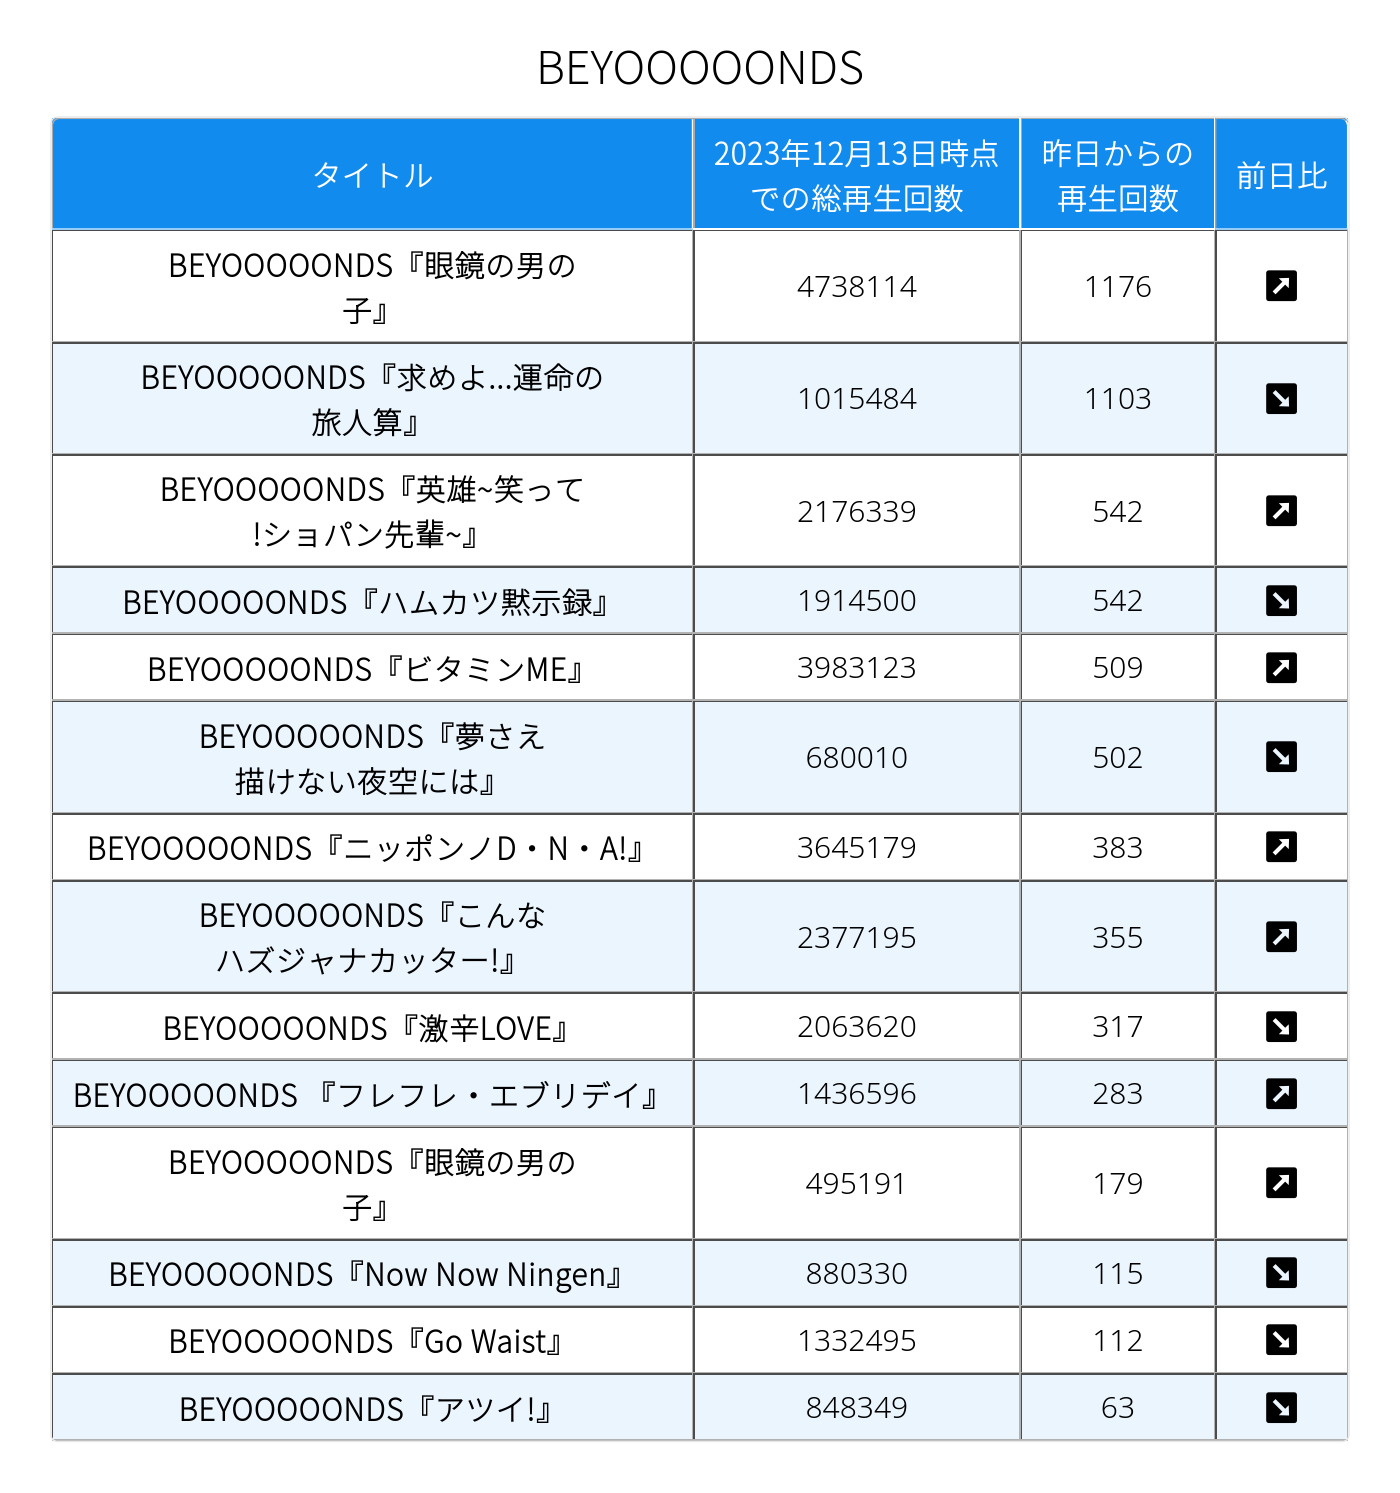 BEYOOOOONDS
タイトル
2023年12月13日時点
での総再生回数
昨日からの
再生回数
前日比
BEYOOOOONDS『眼鏡の男の
子』
4738114
1176
BEYOOOOONDS『求めよ...運命の
旅人算』
1015484
1103
BEYOOOOONDS『英雄~笑って
!ショパン先輩~』
2176339
542
BEYOOOOONDS『ハムカツ黙示録』
1914500
542
BEYOOOOONDS『ビタミンME』
3983123
509
BEYOOOOONDS『夢さえ
描けない夜空には』
680010
502
BEYOOOOONDS『ニッポンノD・N・A!』
3645179
383
BEYOOOOONDS『こんな
ハズジャナカッター!』
2377195
355
BEYOOOOONDS『激辛LOVE』
2063620
317
BEYOOOOONDS 『フレフレ・エブリデイ』
1436596
283
BEYOOOOONDS『眼鏡の男の
子』
495191
179
BEYOOOOONDS『Now Now Ningen』
880330
115
BEYOOOOONDS『Go Waist』
1332495
112
BEYOOOOONDS『アツイ!』
848349
63